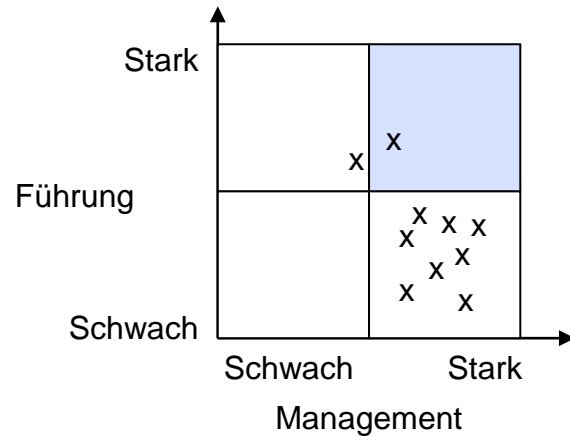 Stark
x
x
Führung
x
x
x
x
x
x
x
x
Schwach
Schwach Stark
Management